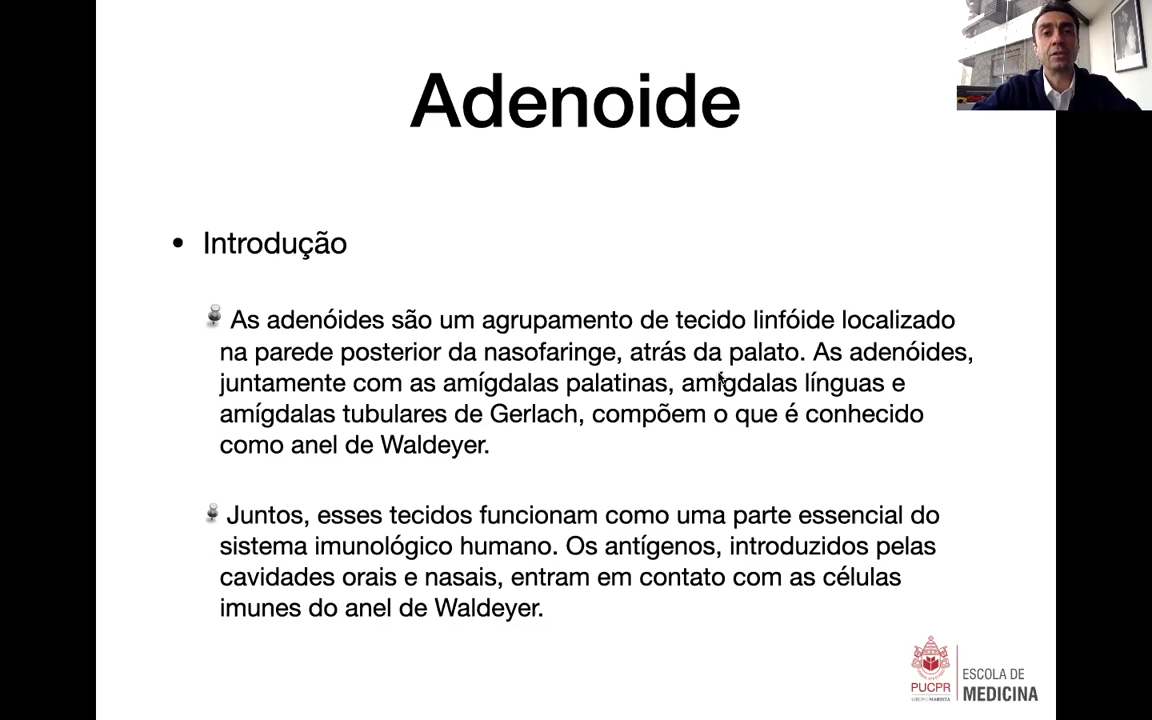 Adenoide
• Introdução
As adenóides são um agrupamento de tecido linfóide localizado
na parede posterior da nasofaringe, atrás da palato. As adenóides,
juntamente com as amígdalas palatinas, amígdalas línguas e
amígdalas tubulares de Gerlach, compõem o que é conhecido
como anel de Waldeyer.
Juntos, esses tecidos funcionam como uma parte essencial do
sistema imunológico humano. Os antígenos, introduzidos pelas
cavidades orais e nasais, entram em contato com as células
imunes do anel de Waldeyer.
PUCPR
GRUPO MARISTA
ESCOLA DE
MEDICINA